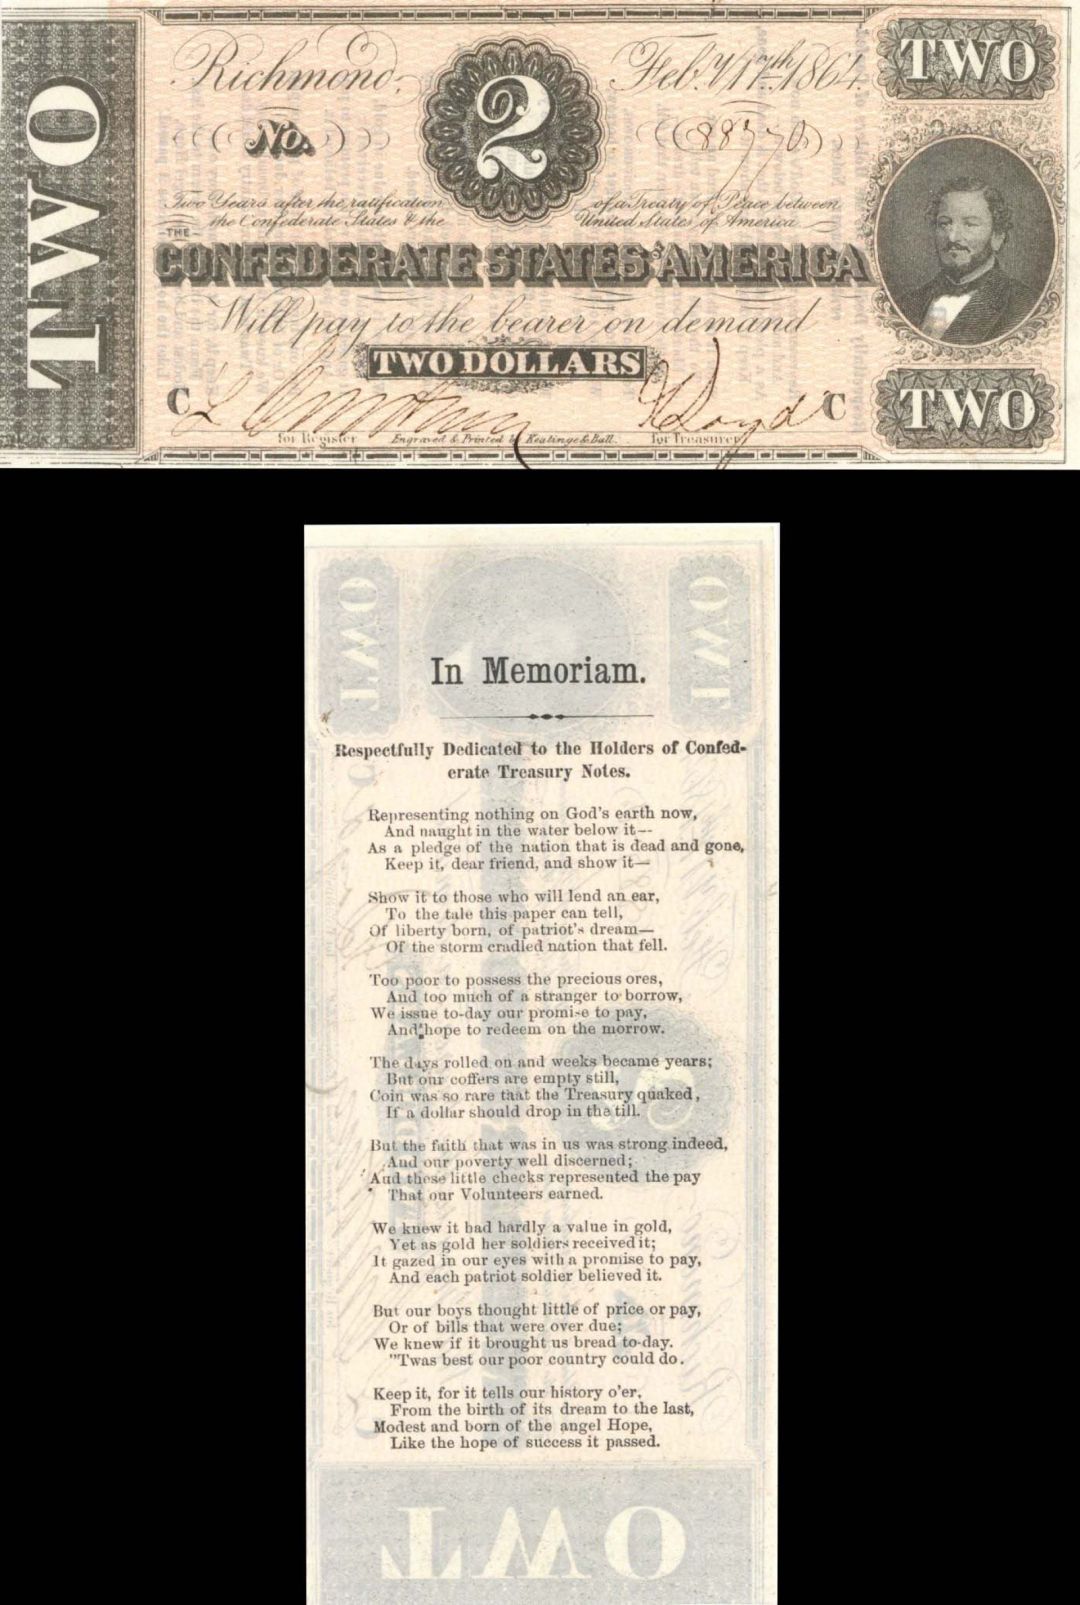 Richmond, Feb.y 17th 1864.
TWO
2
TWO
No. 88770
Two Years after the ratification of a Treaty of Peace between
the Confederate States & the United States of America
THE
CONFEDERATE STATES OF AMERICA
Will pay to the bearer on demand
TWO DOLLARS
C
C
TWO
for Register Engraved & Printed by Keatinge & Ball. for Treasurer
In Memoriam.
Respectfully Dedicated to the Holders of Confed-
erate Treasury Notes.
Representing nothing on God's earth now,
And naught in the water below it—
As a pledge of the nation that is dead and gone,
Keep it, dear friend, and show it—
Show it to those who will lend an ear,
To the tale this paper can tell,
Of liberty born, of patriot's dream—
Of the storm cradled nation that fell.
Too poor to possess the precious ores,
And too much of a stranger to borrow,
We issue to-day our promise to pay,
And hope to redeem on the morrow.
The days rolled on and weeks became years;
But our coffers are empty still,
Coin was so rare taat the Treasury quaked,
If a dollar should drop in the till.
But the faith that was in us was strong indeed,
And our poverty well discerned;
And these little checks represented the pay
That our Volunteers earned.
We knew it had hardly a value in gold,
Yet as gold her soldiers received it;
It gazed in our eyes with a promise to pay,
And each patriot soldier believed it.
But our boys thought little of price or pay,
Or of bills that were over due;
We knew if it brought us bread to-day.
"Twas best our poor country could do.
Keep it, for it tells our history o'er,
From the birth of its dream to the last,
Modest and born of the angel Hope,
Like the hope of success it passed.
TWO
TWO
TWO